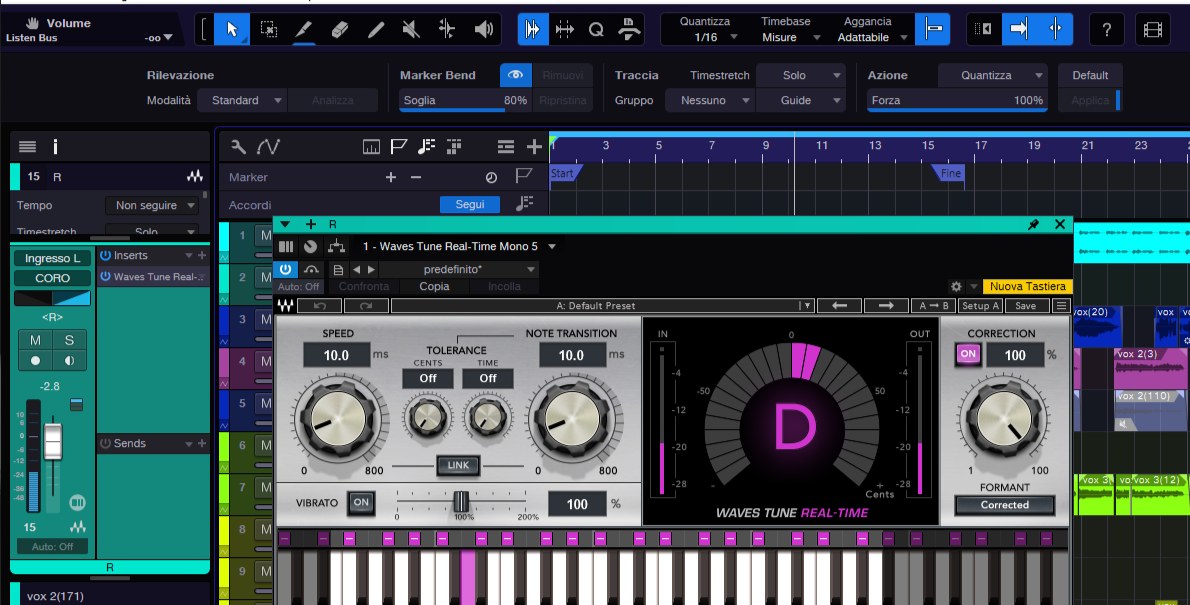 Volume
Listen Bus
-oo
Quantizza
1/16
Timebase
Misure
Aggancia
Adattabile
?
Rilevazione
Modalità Standard Analizza
Marker Bend Rimuovi
Soglia 80% Ripristina
Traccia Timestretch Solo
Gruppo Nessuno Guide
Azione Quantizza Default
Forza 100% Applica
3 5 7 9 11 13 15 17 19 21 23
15 R
Marker
Start
Fine
Tempo Non seguire
Accordi Segui
Timestretch Solo
Ingresso L
CORO
<R>
M S
-2.8
15
Auto: Off
R
vox 2(171)
Inserts
Waves Tune Real-
Sends
1 M
2 M
3 M
4 M
5 M
6 M
7 M
8 M
9 M
R
1 - Waves Tune Real-Time Mono 5
predefinito*
Auto: Off Confronta Copia Incolla
Nuova Tastiera
A: Default Preset
A B
Setup A
Save
SPEED
10.0 ms
0 800
TOLERANCE
CENTS TIME
Off Off
LINK
NOTE TRANSITION
10.0 ms
0 800
VIBRATO ON
0 100% 200%
100 %
IN
-4
-12
-20
-28
0
-50 50
D
- + Cents
OUT
-4
-12
-20
-28
WAVES TUNE REAL-TIME
CORRECTION
ON 100 %
1 100
FORMANT
Corrected
vox(20)
vox
vox 2(3)
vox 2(110)
vox 3
vox 3(12)